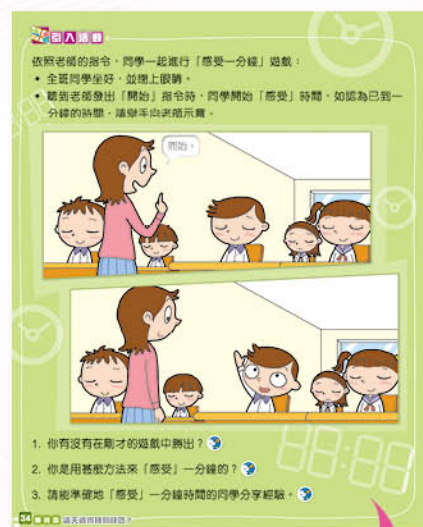 引入活動
依照老師的指令，同學一起進行「感受一分鐘」遊戲：
• 全班同學坐好，並閉上眼睛。
• 聽到老師發出「開始」指令時，同學開始「感受」時間，如認為已到一
分鐘的時間，請舉手向老師示意。
開始。
1. 你有沒有在剛才的遊戲中勝出？
2. 你是用甚麼方法來「感受」一分鐘的？
3. 請能準確地「感受」一分鐘時間的同學分享經驗。
88:88
34